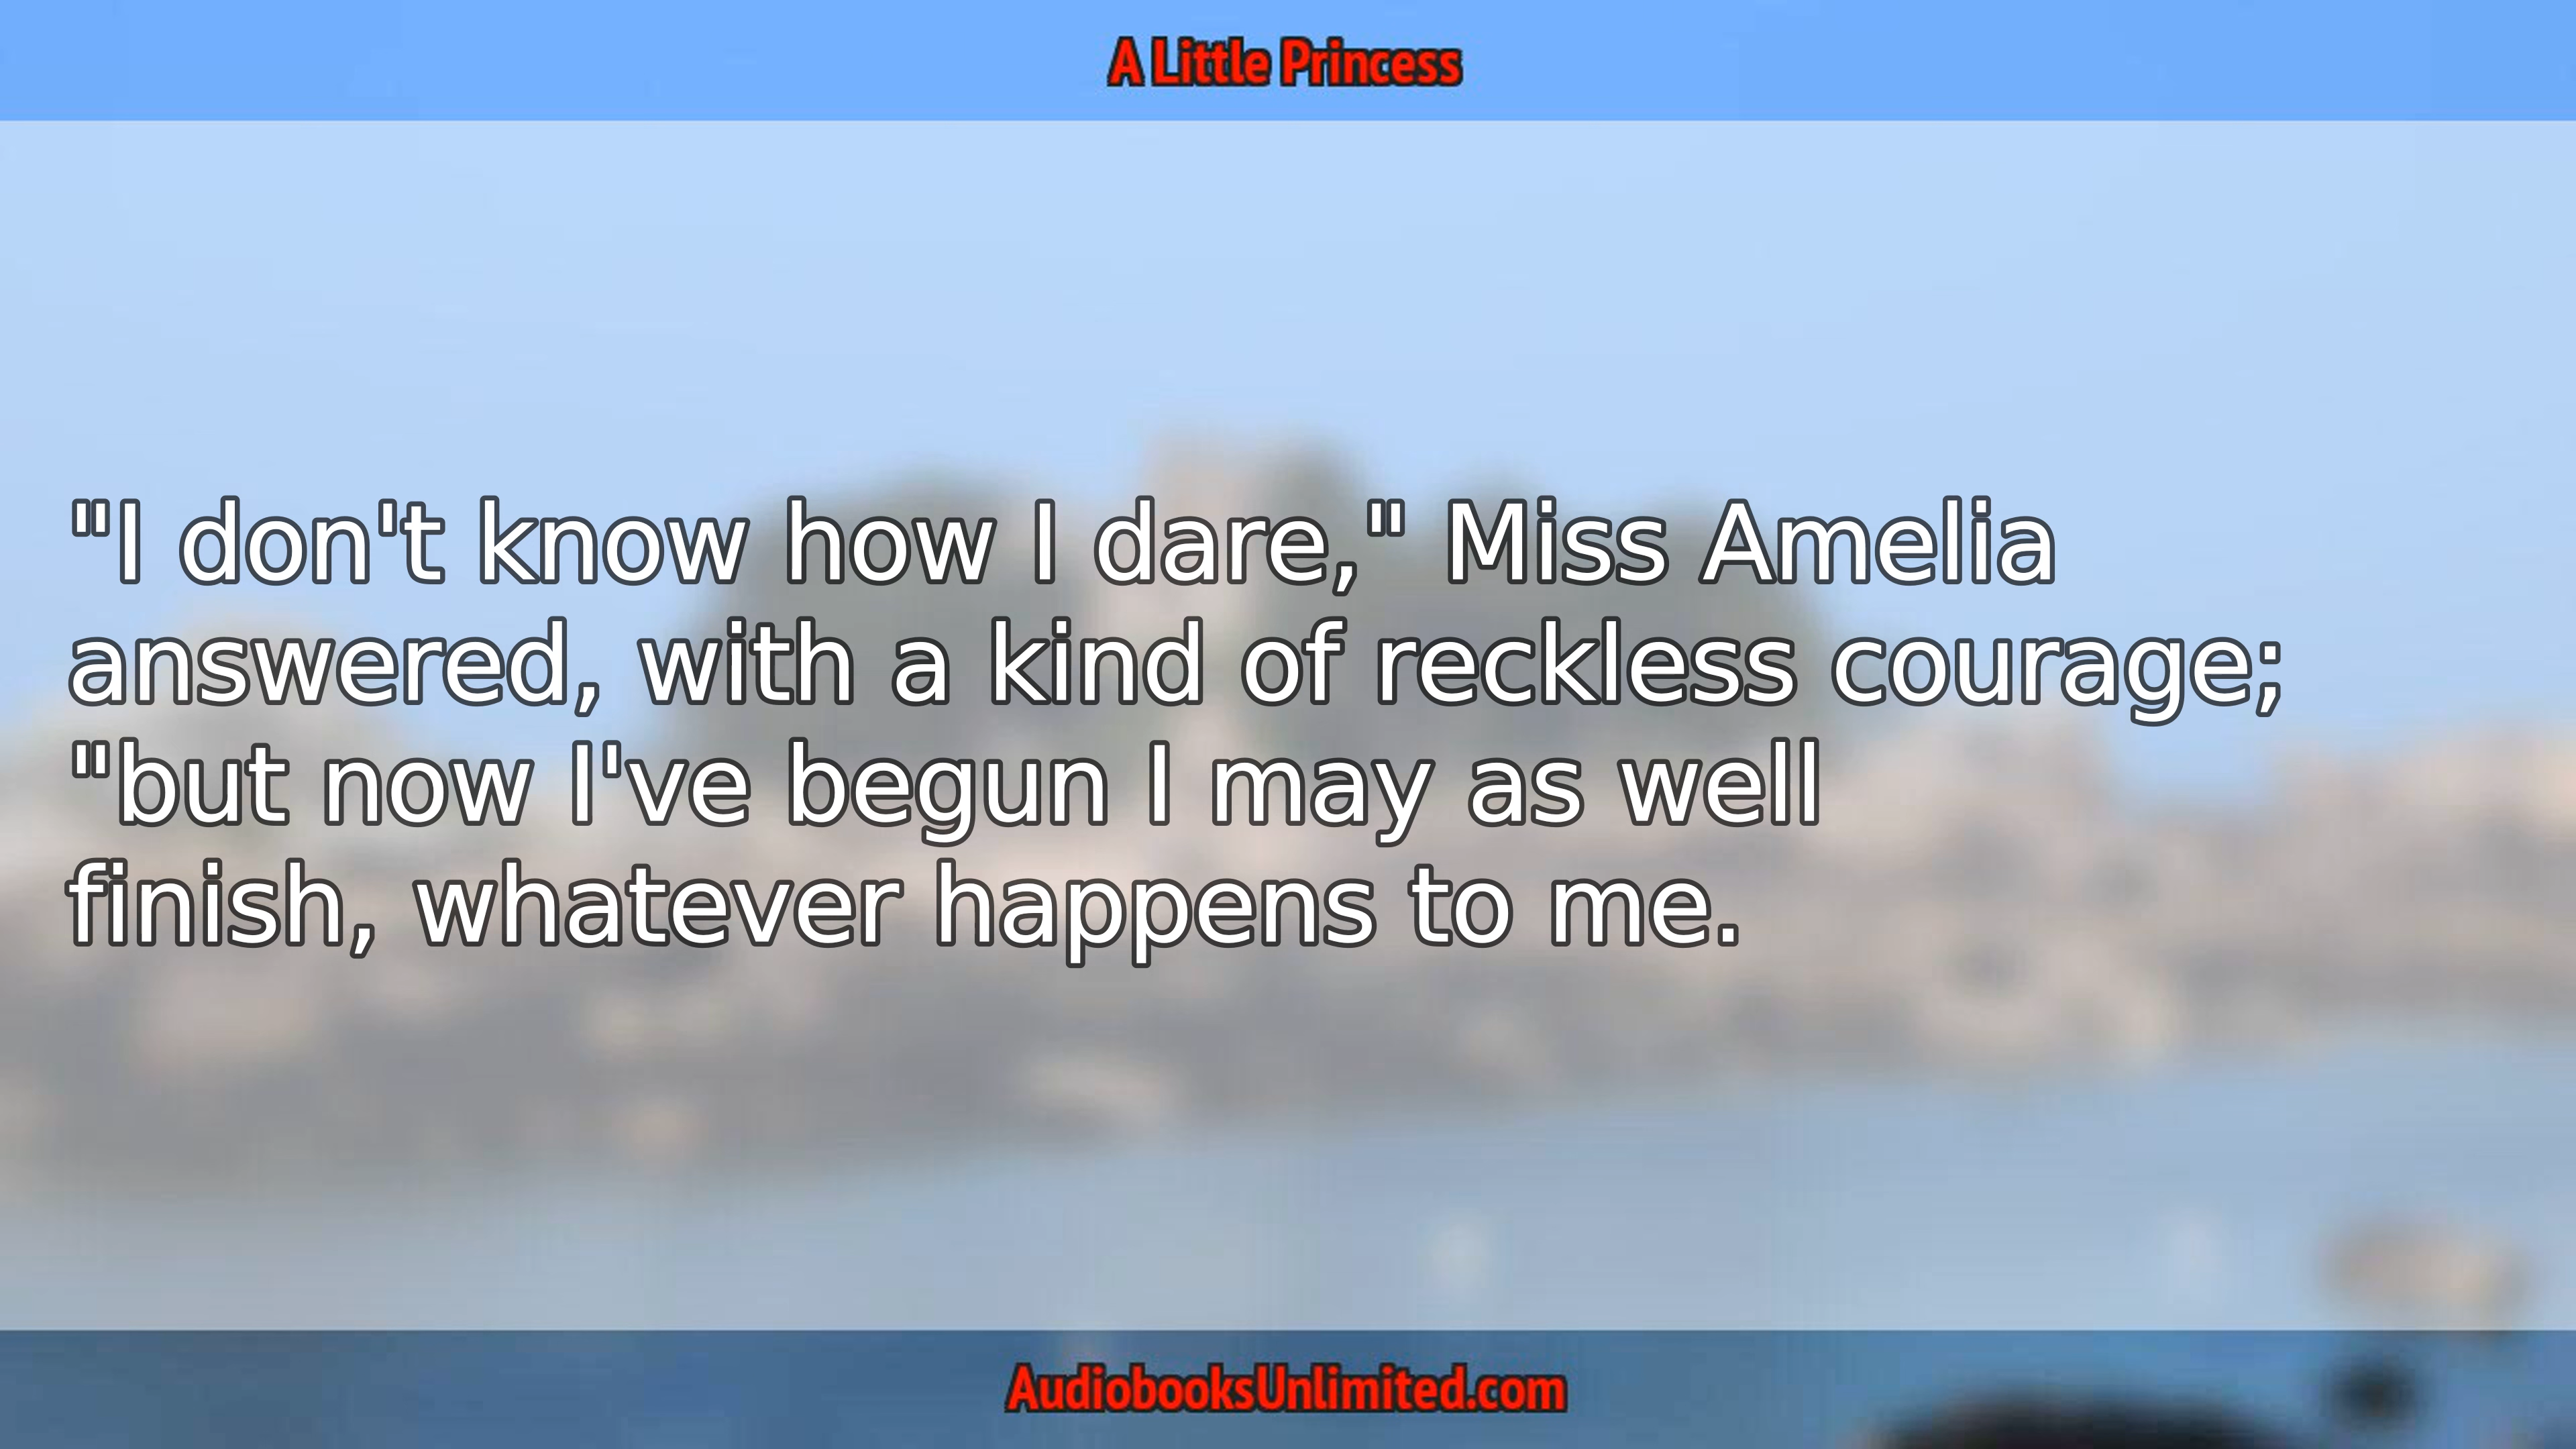 A Little Princess
"I don't know how I dare," Miss Amelia
answered, with a kind of reckless courage;
"but now I've begun I may as well
finish, whatever happens to me.
AudiobooksUnlimited.com